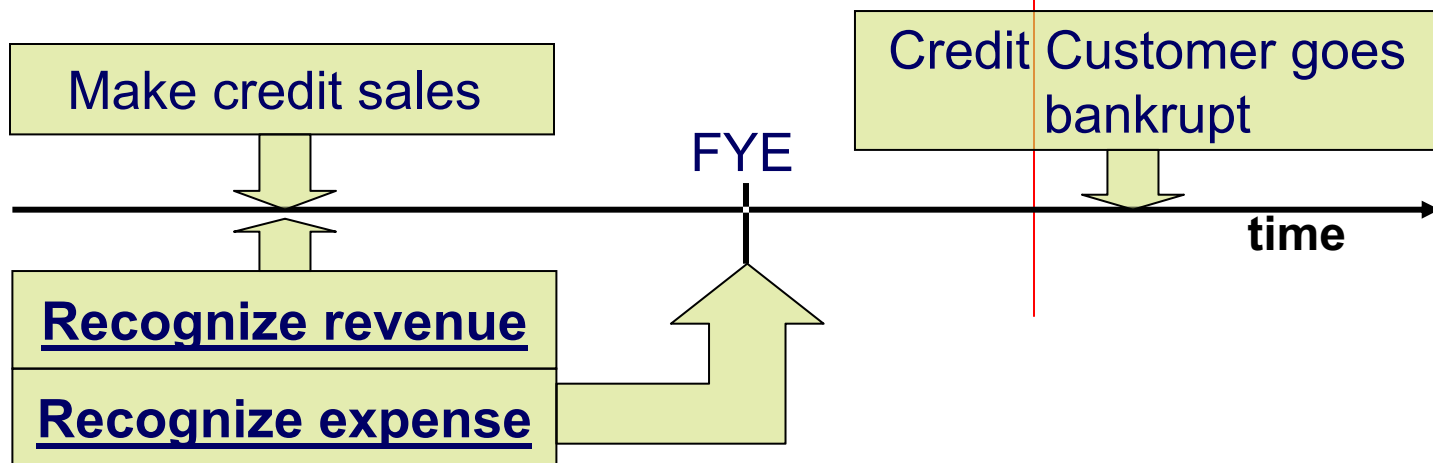 Make credit sales
Credit Customer goes
bankrupt
FYE
time
Recognize revenue
Recognize expense